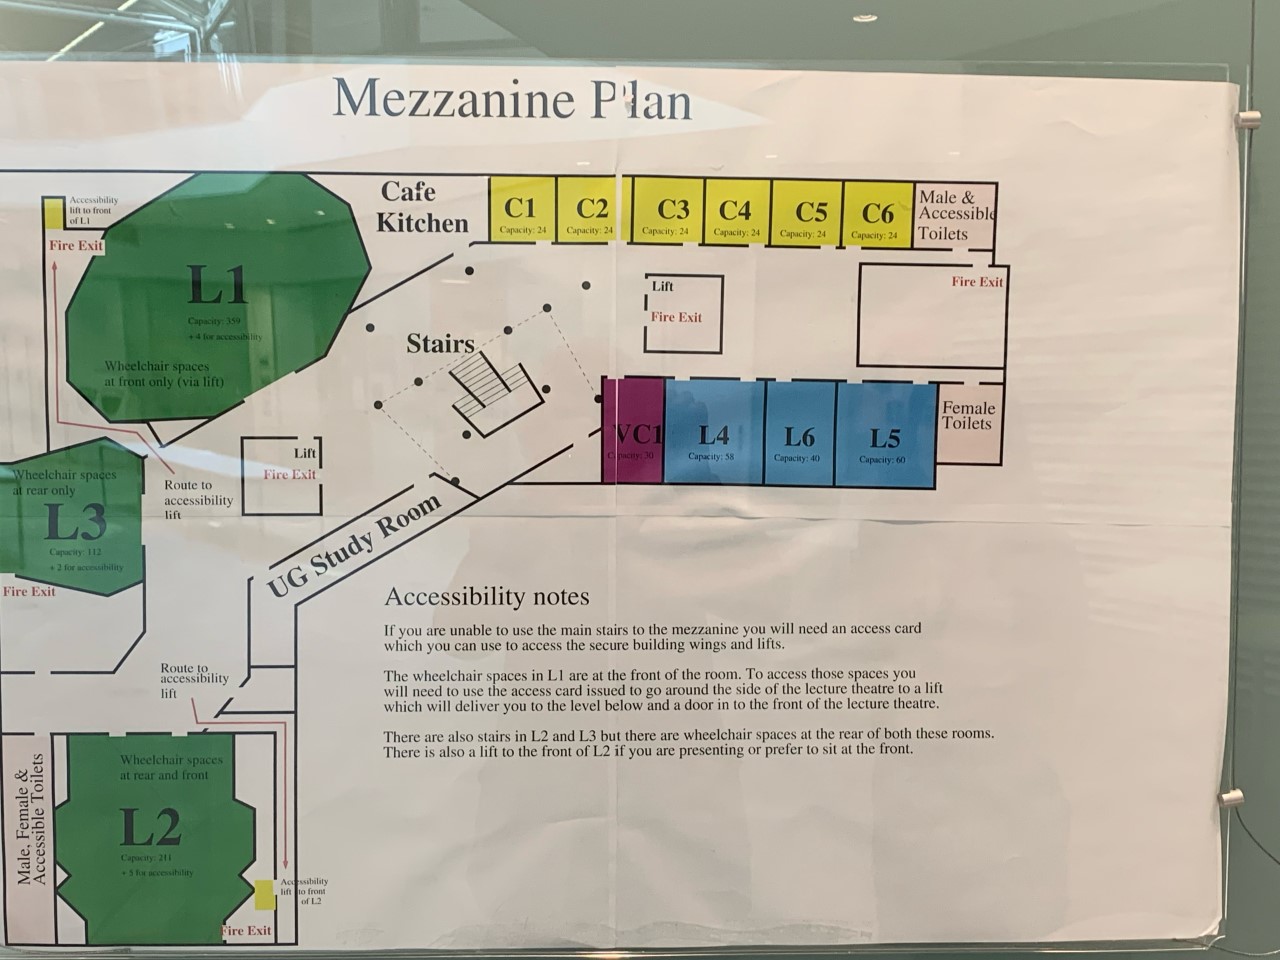 Mezzanine Plan
Accessibility
lift to front
of L1
Fire Exit
L1
Capacity: 359
+ 4 for accessibility
Wheelchair spaces
at front only (via lift)
Cafe
Kitchen
C1
Capacity: 24
C2
Capacity: 24
C3
Capacity: 24
C4
Capacity: 24
C5
Capacity: 24
C6
Capacity: 24
Male &
Accessible
Toilets
Lift
Fire Exit
Fire Exit
Stairs
VC1
Capacity: 30
L4
Capacity: 58
L6
Capacity: 40
L5
Capacity: 60
Female
Toilets
Lift
Fire Exit
Wheelchair spaces
at rear only
L3
Capacity: 112
+ 2 for accessibility
Fire Exit
Route to
accessibility
lift
UG Study Room
Accessibility notes
If you are unable to use the main stairs to the mezzanine you will need an access card
which you can use to access the secure building wings and lifts.
The wheelchair spaces in L1 are at the front of the room. To access those spaces you
will need to use the access card issued to go around the side of the lecture theatre to a lift
which will deliver you to the level below and a door in to the front of the lecture theatre.
There are also stairs in L2 and L3 but there are wheelchair spaces at the rear of both these rooms.
There is also a lift to the front of L2 if you are presenting or prefer to sit at the front.
Route to
accessibility
lift
Male, Female &
Accessible Toilets
Wheelchair spaces
at rear and front
L2
Capacity: 211
+ 3 for accessibility
Accessibility
lift to front
of L2
Fire Exit